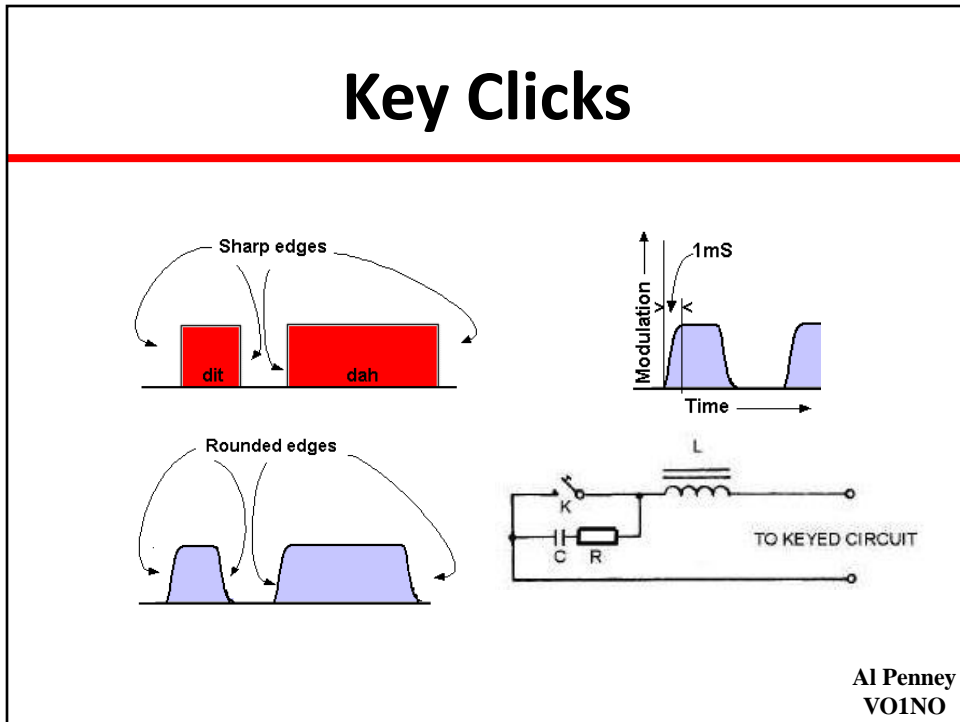 Key Clicks
Sharp edges
dit
dah
Rounded edges
1mS
> <
Modulation
Time
L
K
C
R
TO KEYED CIRCUIT
Al Penney
VO1NO